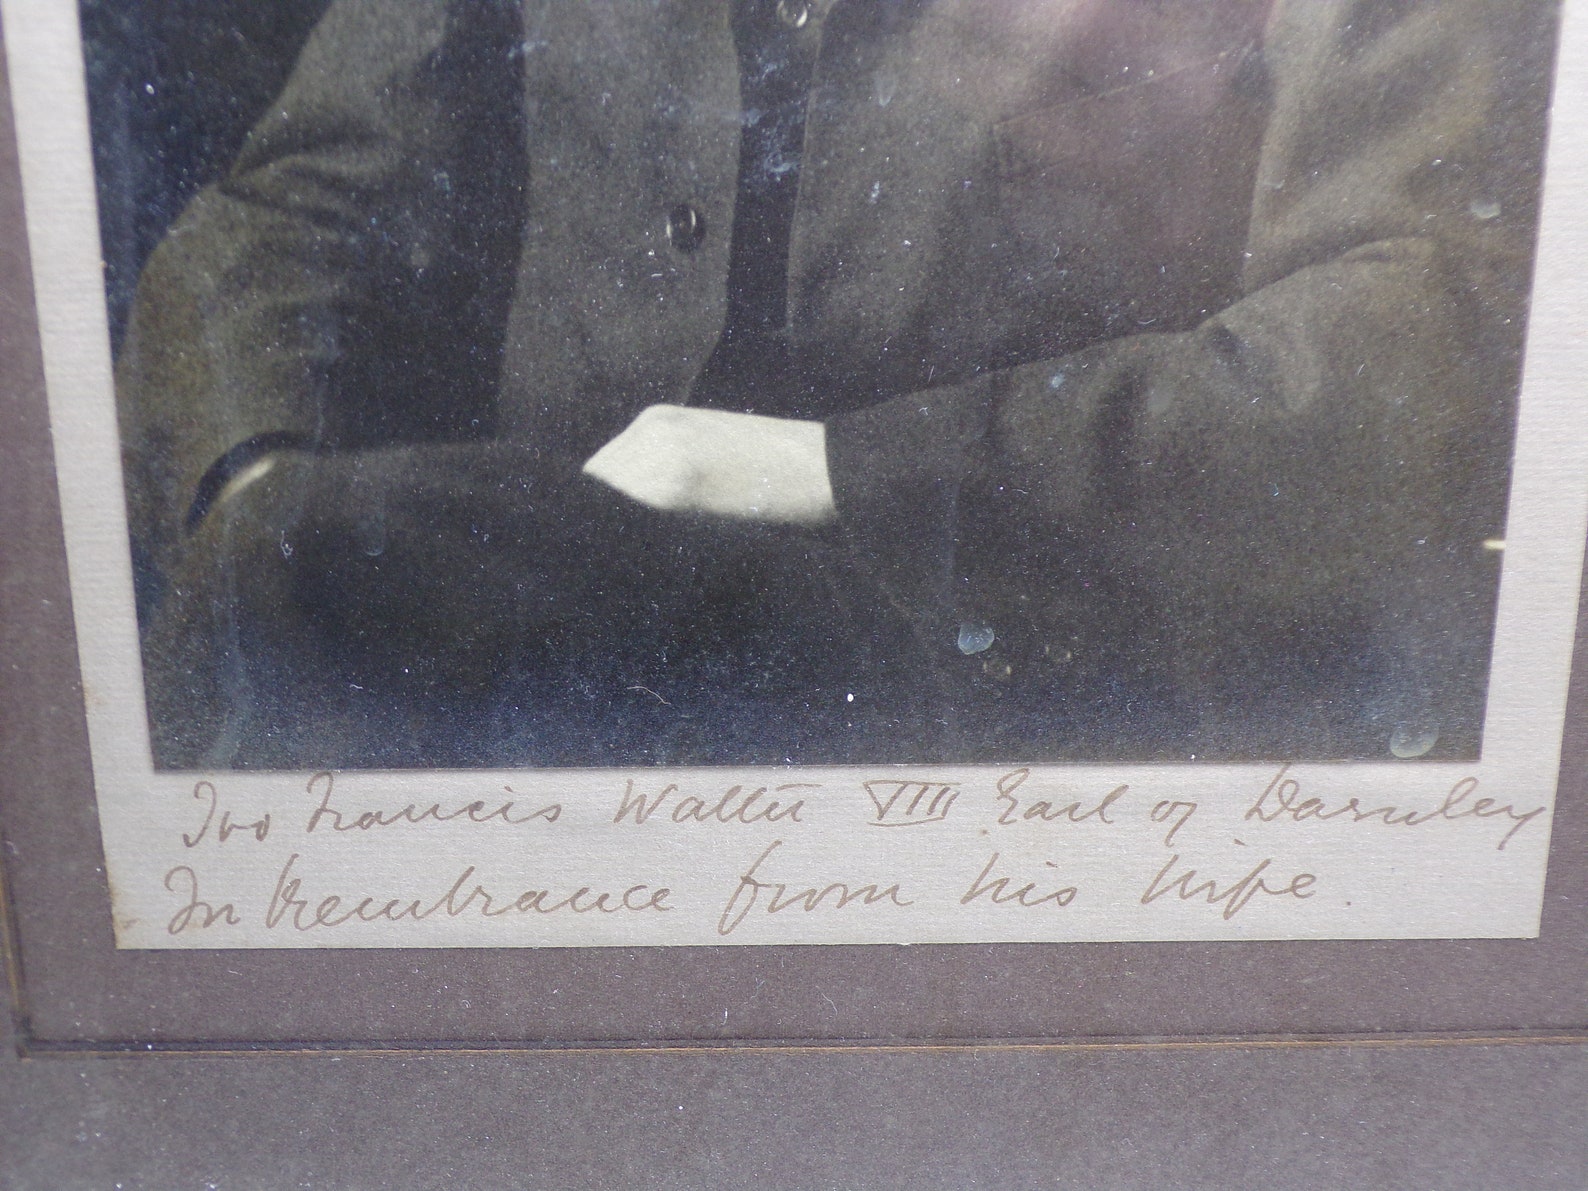 Ivo Francis Walter VIII Earl of Darnley
In Remembrance from his Wife.